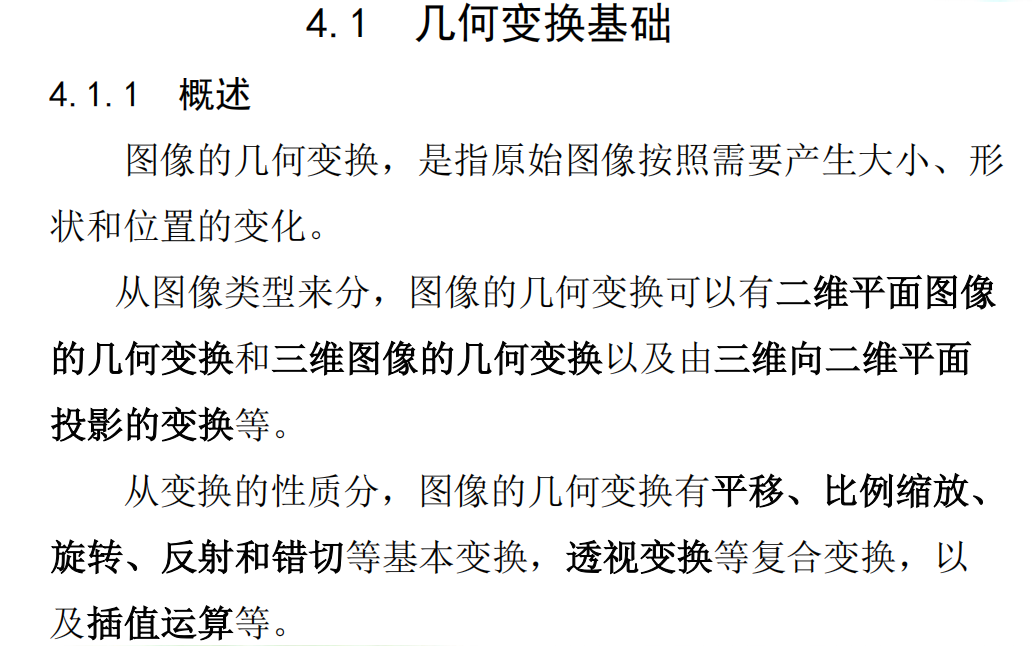 4.1 几何变换基础
4.1.1 概述
图像的几何变换，是指原始图像按照需要产生大小、形
状和位置的变化。
从图像类型来分，图像的几何变换可以有二维平面图像
的几何变换和三维图像的几何变换以及由三维向二维平面
投影的变换等。
从变换的性质分，图像的几何变换有平移、比例缩放、
旋转、反射和错切等基本变换，透视变换等复合变换，以
及插值运算等。